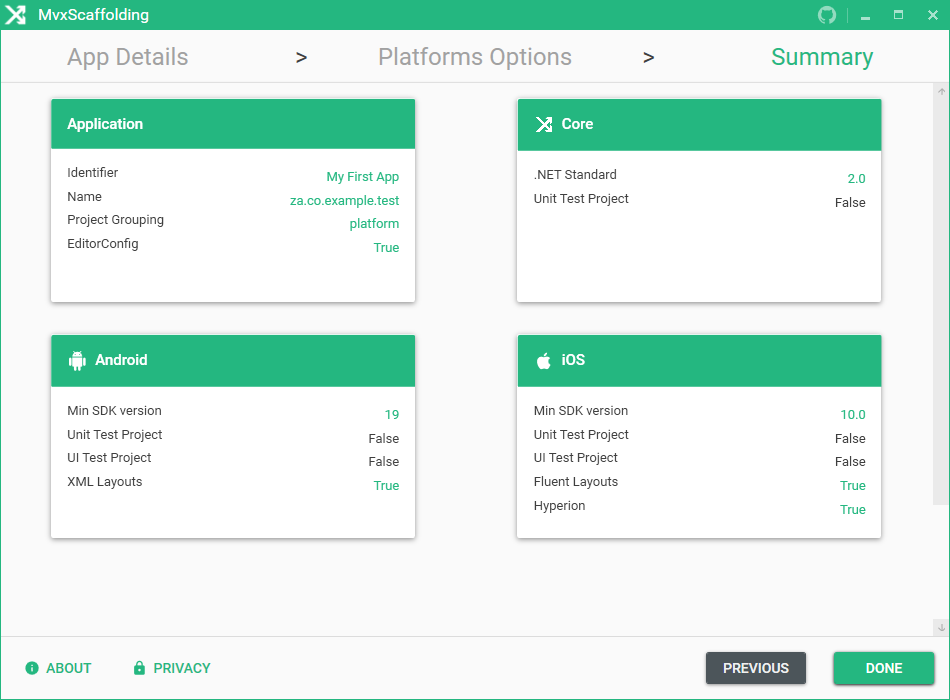 MvxScaffolding
App Details > Platforms Options > Summary
Application
Identifier My First App
Name za.co.example.test
Project Grouping platform
EditorConfig True
Core
.NET Standard 2.0
Unit Test Project False
Android
Min SDK version 19
Unit Test Project False
UI Test Project False
XML Layouts True
iOS
Min SDK version 10.0
Unit Test Project False
UI Test Project False
Fluent Layouts True
Hyperion True
ABOUT PRIVACY PREVIOUS DONE